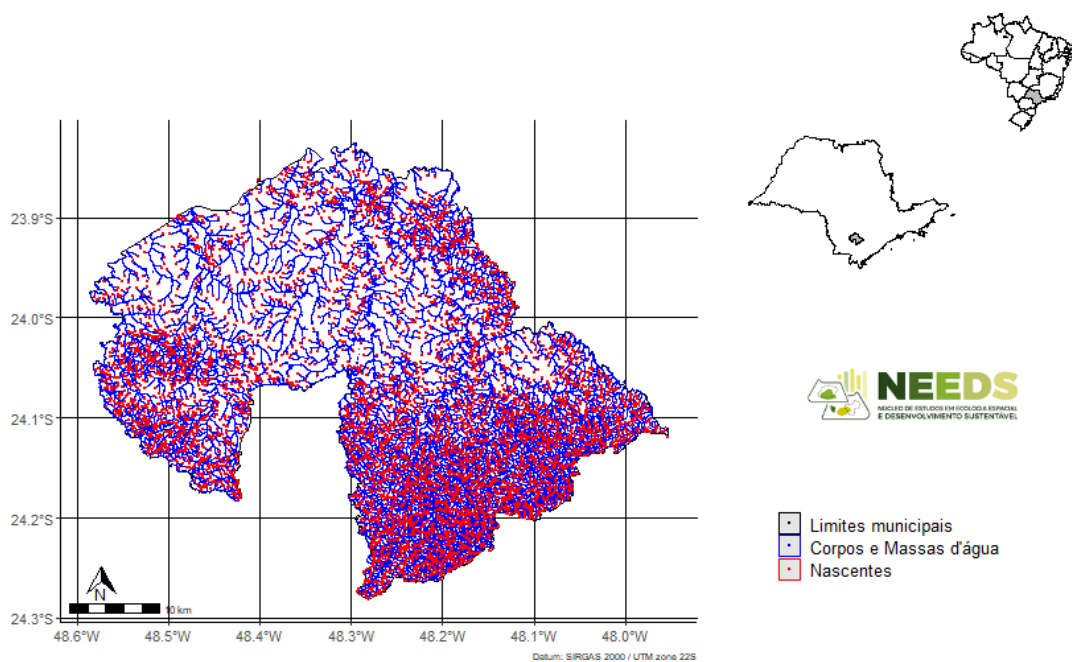 23.9°S
24.0°S
24.1°S
24.2°S
24.3°S
48.6°W
48.5°W
48.4°W
48.3°W
48.2°W
48.1°W
48.0°W
N
10 km
Datum: SIRGAS 2000 / UTM zone 22S
NEEDS
NÚCLEO DE ESTUDOS EM ECOLOGIA ESPACIAL
E DESENVOLVIMENTO SUSTENTÁVEL
Limites municipais
Corpos e Massas d'água
Nascentes